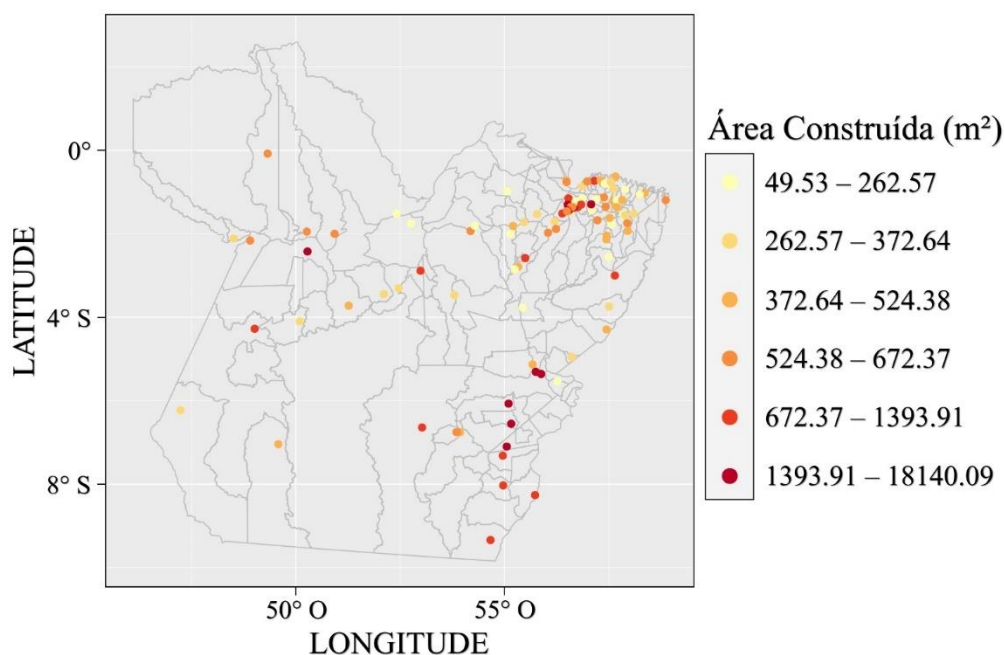 0°
4° S
8° S
LATITUDE
50° O
55° O
LONGITUDE
Área Construída (m²)
49.53 – 262.57
262.57 – 372.64
372.64 – 524.38
524.38 – 672.37
672.37 – 1393.91
1393.91 – 18140.09